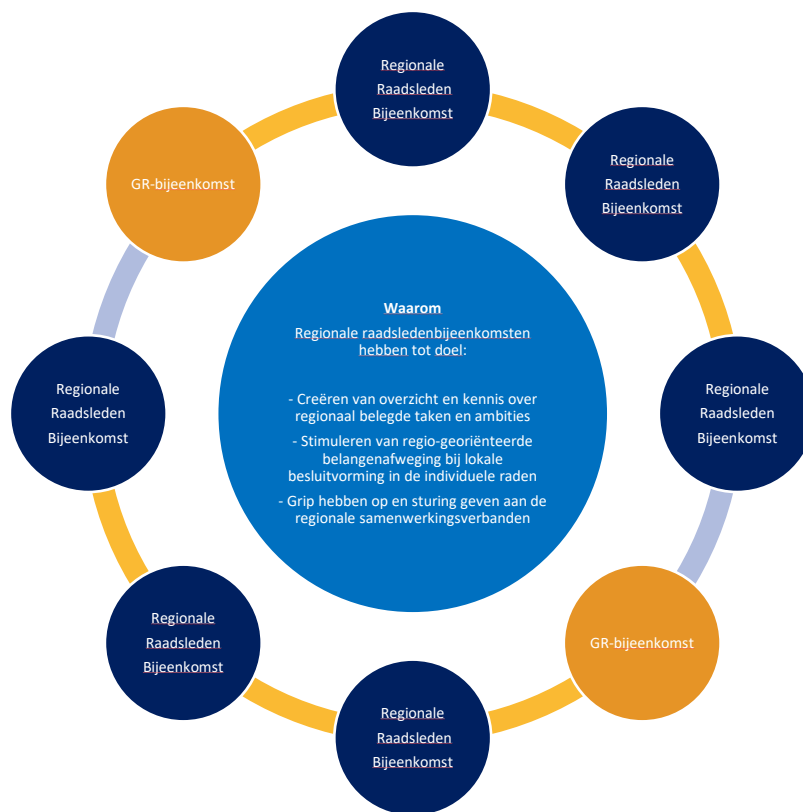 Regionale
Raadsleden
Bijeenkomst
GR-bijeenkomst
Regionale
Raadsleden
Bijeenkomst
Waarom
Regionale raadsledenbijeenkomsten
hebben tot doel:
- Creëren van overzicht en kennis over
regionaal belegde taken en ambities
- Stimuleren van regio-georiënteerde
belangenafweging bij lokale
besluitvorming in de individuele raden
- Grip hebben op en sturing geven aan de
regionale samenwerkingsverbanden
Regionale
Raadsleden
Bijeenkomst
Regionale
Raadsleden
Bijeenkomst
Regionale
Raadsleden
Bijeenkomst
GR-bijeenkomst
Regionale
Raadsleden
Bijeenkomst